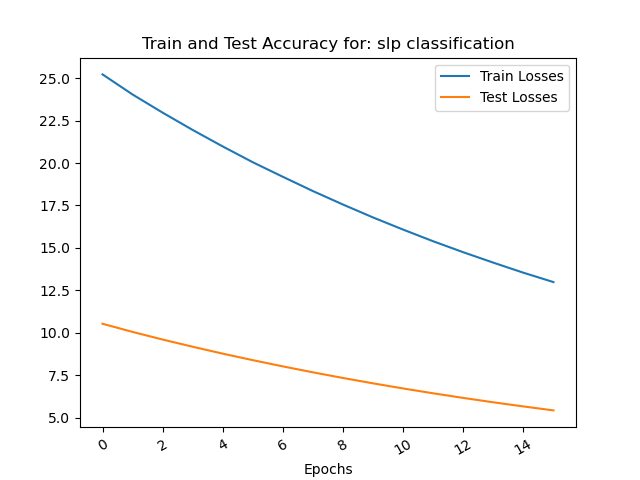 Train and Test Accuracy for: slp classification
Train Losses
Test Losses
25.0
22.5
20.0
17.5
15.0
12.5
10.0
7.5
5.0
0 2 4 6 8 10 12 14
Epochs